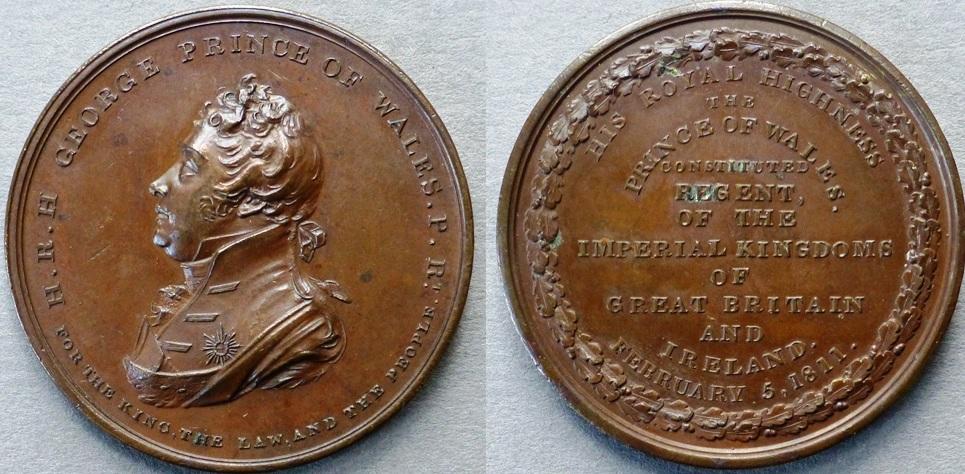 H.R.H GEORGE PRINCE OF WALES.P.Rᵗ.
FOR THE KING, THE LAW, AND THE PEOPLE.
HIS ROYAL HIGHNESS
THE
PRINCE OF WALES.
CONSTITUTED
REGENT,
OF THE
IMPERIAL KINGDOMS
OF
GREAT BRITAIN
AND
IRELAND.
FEBRUARY 5, 1811.